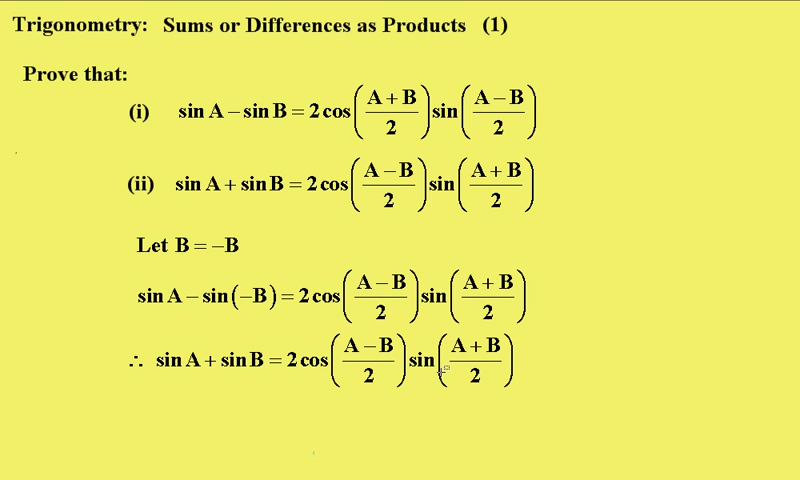 Trigonometry: Sums or Differences as Products (1)
Prove that:
(i) sin A − sin B = 2 cos((A + B)/2) sin((A − B)/2)
(ii) sin A + sin B = 2 cos((A − B)/2) sin((A + B)/2)
Let B = −B
sin A − sin(−B) = 2 cos((A − B)/2) sin((A + B)/2)
∴ sin A + sin B = 2 cos((A − B)/2) sin((A + B)/2)